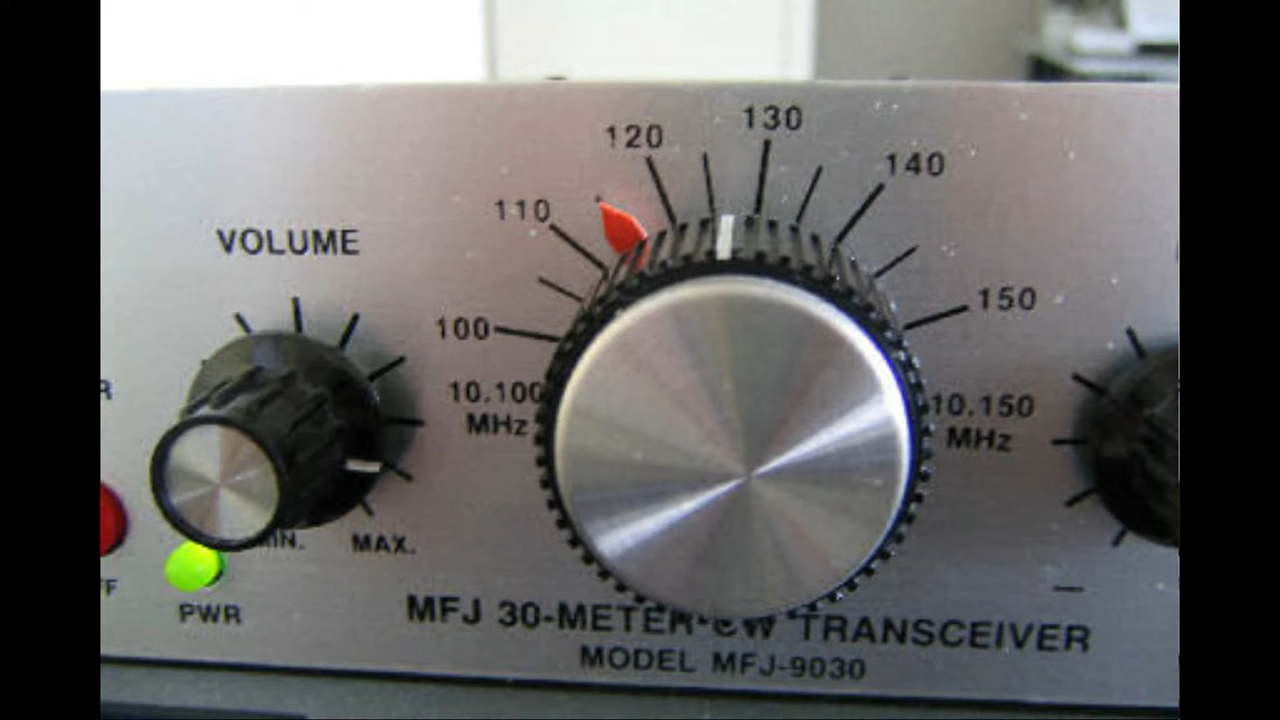 VOLUME
100
110
120
130
140
150
10.100
MHz
10.150
MHz
MAX.
PWR
MFJ 30-METER-CW TRANSCEIVER
MODEL MFJ-9030